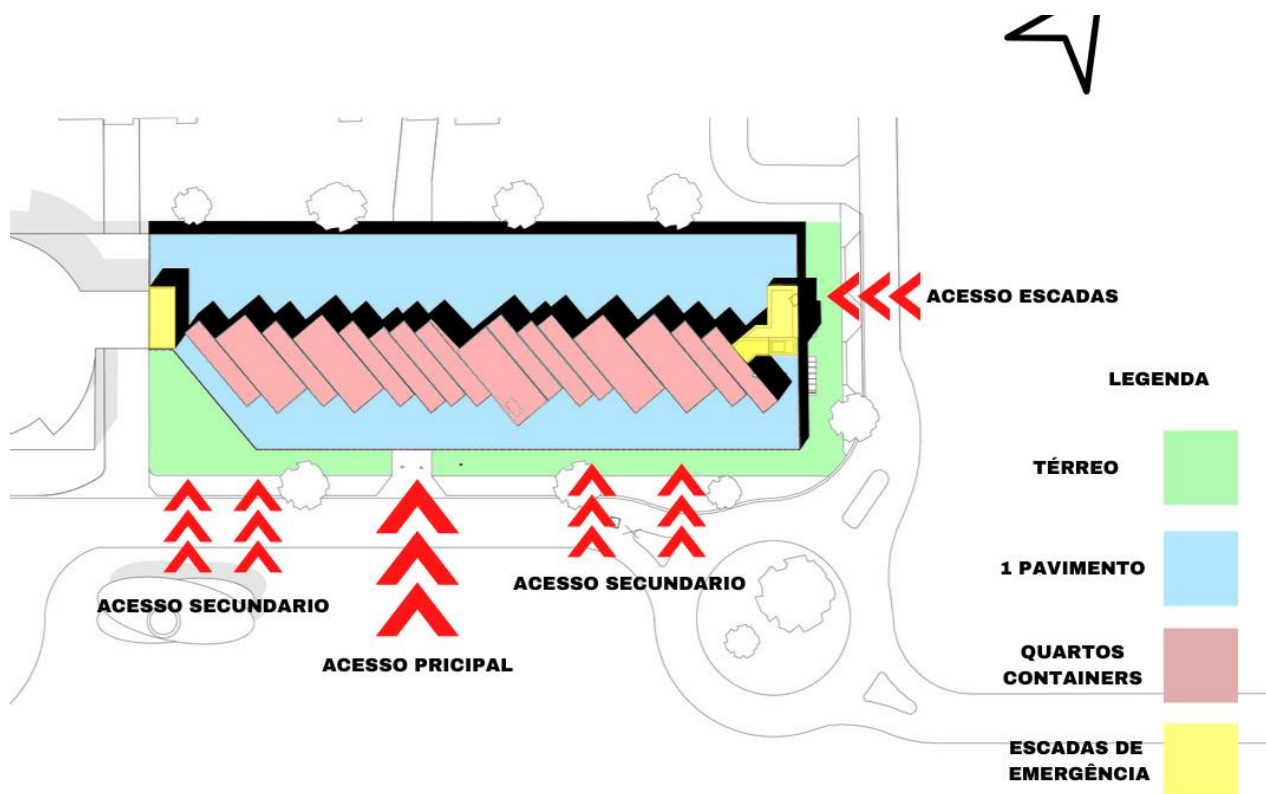 ACESSO ESCADAS
LEGENDA
TÉRREO
1 PAVIMENTO
QUARTOS
CONTAINERS
ESCADAS DE
EMERGÊNCIA
ACESSO SECUNDARIO
ACESSO SECUNDARIO
ACESSO PRICIPAL